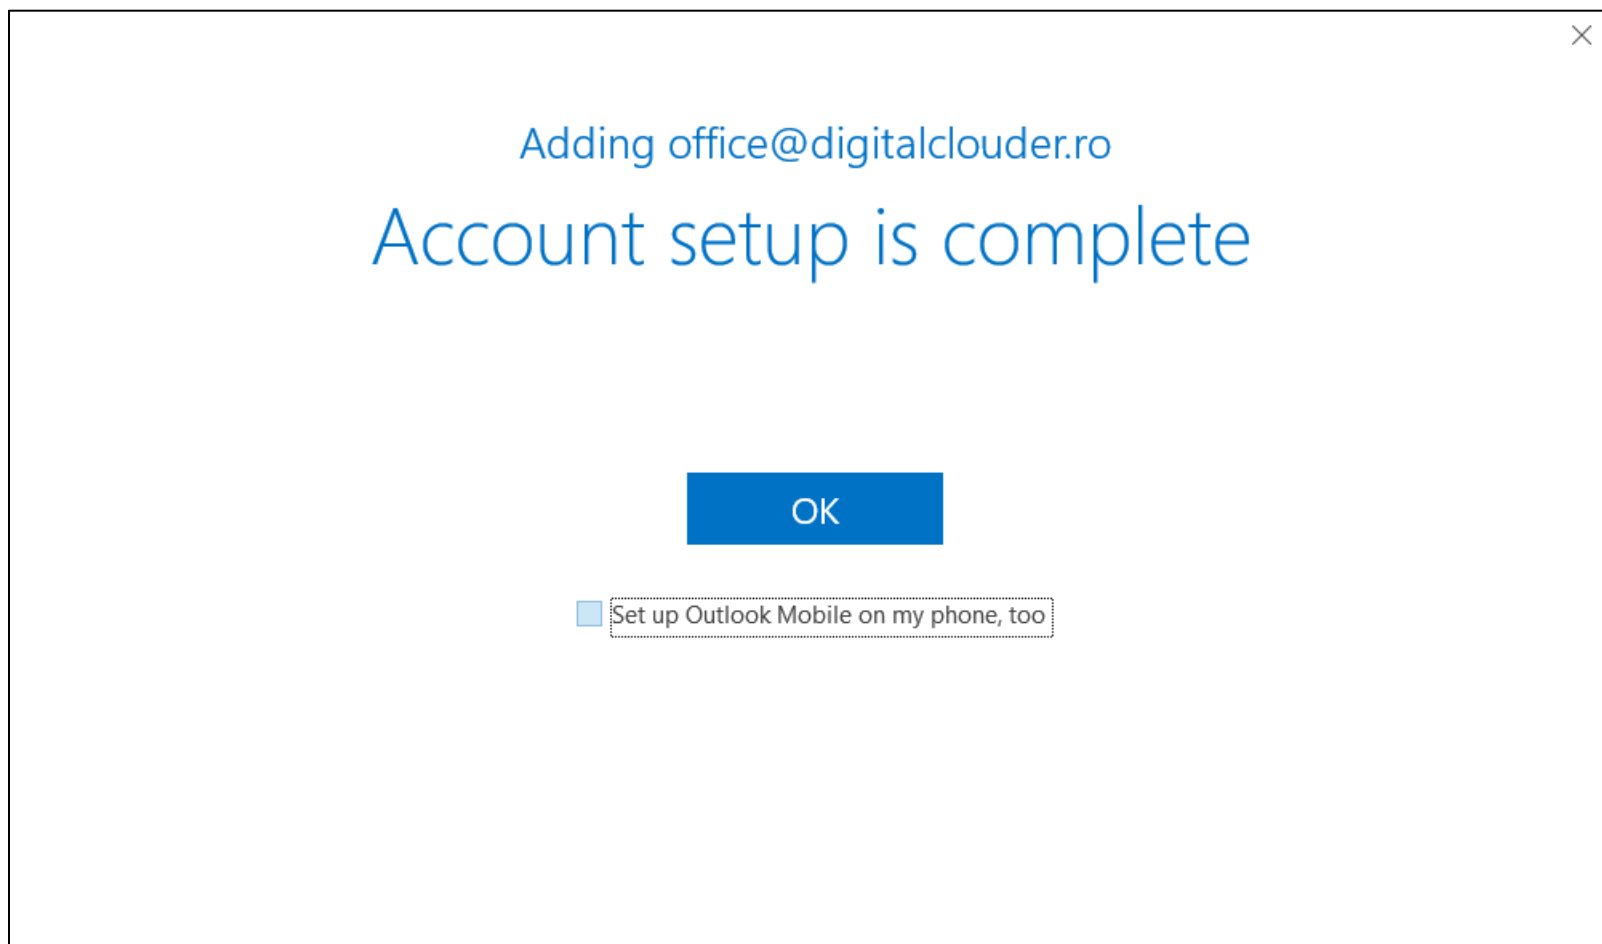 Adding office@digitalclouder.ro
Account setup is complete
OK
Set up Outlook Mobile on my phone, too